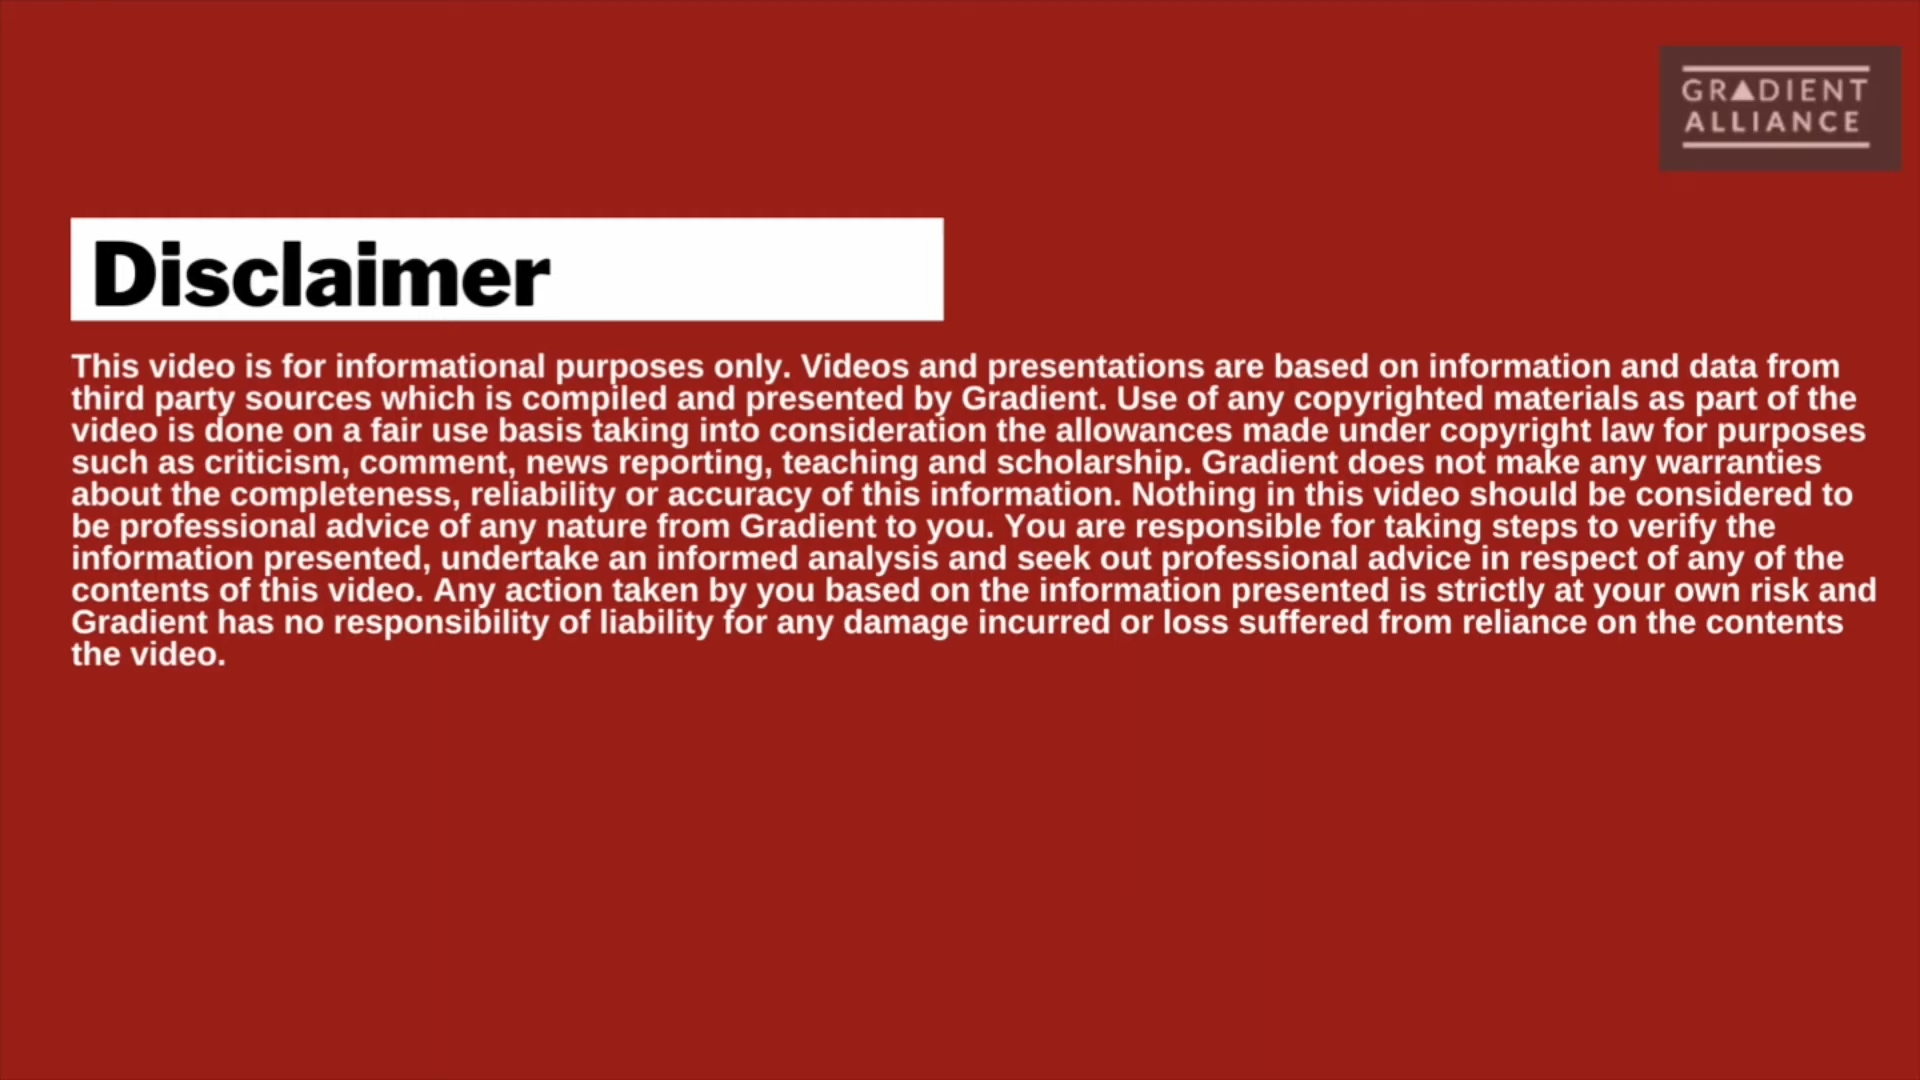 GRADIENT
ALLIANCE
Disclaimer
This video is for informational purposes only. Videos and presentations are based on information and data from
third party sources which is compiled and presented by Gradient. Use of any copyrighted materials as part of the
video is done on a fair use basis taking into consideration the allowances made under copyright law for purposes
such as criticism, comment, news reporting, teaching and scholarship. Gradient does not make any warranties
about the completeness, reliability or accuracy of this information. Nothing in this video should be considered to
be professional advice of any nature from Gradient to you. You are responsible for taking steps to verify the
information presented, undertake an informed analysis and seek out professional advice in respect of any of the
contents of this video. Any action taken by you based on the information presented is strictly at your own risk and
Gradient has no responsibility of liability for any damage incurred or loss suffered from reliance on the contents
the video.